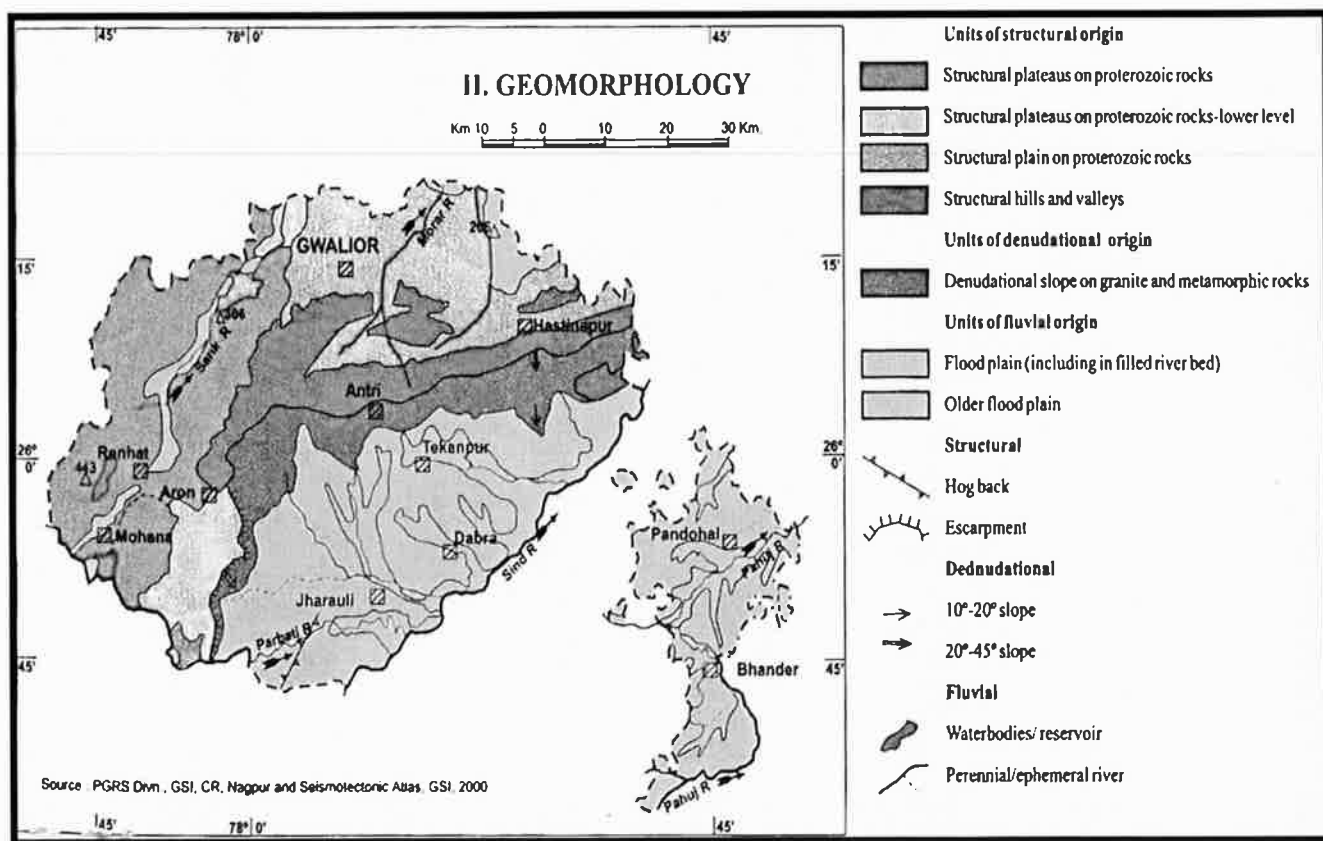 45'
78° 0'
45'
II. GEOMORPHOLOGY
Km 10 5 0 10 20 30 Km
GWALIOR
Morar R
205
15'
15'
306
Sank R
Hastinapur
Antri
26°
0'
26°
0'
Ranhat
443
Tekanpur
Aron
Mohana
Dabra
Sind R
Pandohal
Pahuj R
Jharauli
Parbati R
45'
45'
Bhander
Pahuj R
Source : PGRS Divn., GSI, CR, Nagpur and Seismotectonic Atlas, GSI, 2000
45'
78° 0'
45'
Units of structural origin
Structural plateaus on proterozoic rocks
Structural plateaus on proterozoic rocks-lower level
Structural plain on proterozoic rocks
Structural hills and valleys
Units of denudational origin
Denudational slope on granite and metamorphic rocks
Units of fluvial origin
Flood plain (including in filled river bed)
Older flood plain
Structural
Hog back
Escarpment
Dednudational
10°-20° slope
20°-45° slope
Fluvial
Waterbodies/ reservoir
Perennial/ephemeral river